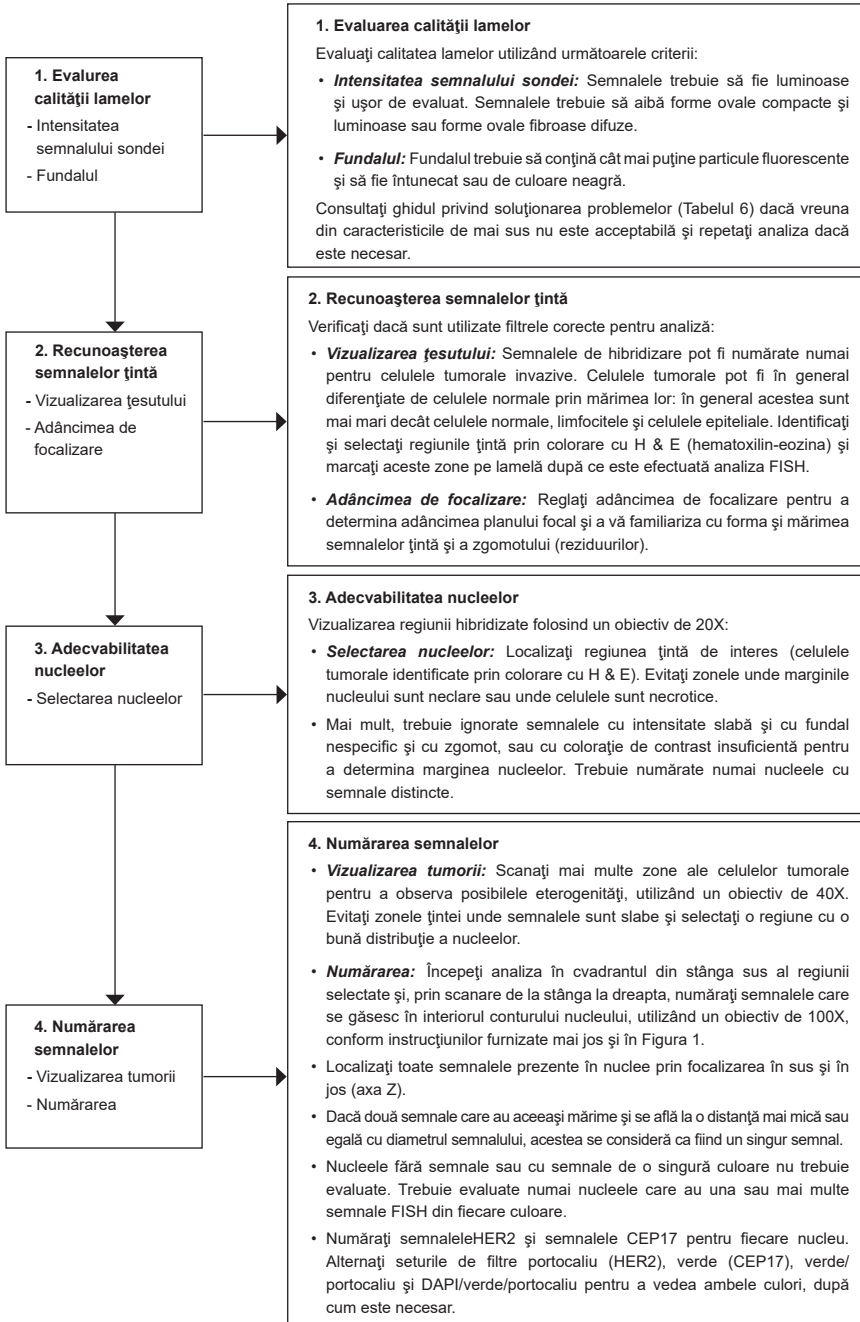 1. Evalurea
calităţii lamelor
- Intensitatea
semnalului sondei
- Fundalul
1. Evaluarea calităţii lamelor
Evaluaţi calitatea lamelor utilizând următoarele criterii:
• Intensitatea semnalului sondei: Semnalele trebuie să fie luminoase
şi uşor de evaluat. Semnalele trebuie să aibă forme ovale compacte şi
luminoase sau forme ovale fibroase difuze.
• Fundalul: Fundalul trebuie să conţină cât mai puţine particule fluorescente
şi să fie întunecat sau de culoare neagră.
Consultaţi ghidul privind soluţionarea problemelor (Tabelul 6) dacă vreuna
din caracteristicile de mai sus nu este acceptabilă şi repetaţi analiza dacă
este necesar.
2. Recunoaşterea
semnalelor ţintă
- Vizualizarea ţesutului
- Adâncimea de
focalizare
2. Recunoaşterea semnalelor ţintă
Verificaţi dacă sunt utilizate filtrele corecte pentru analiză:
• Vizualizarea ţesutului: Semnalele de hibridizare pot fi numărate numai
pentru celulele tumorale invazive. Celulele tumorale pot fi în general
diferenţiate de celulele normale prin mărimea lor: în general acestea sunt
mai mari decât celulele normale, limfocitele şi celulele epiteliale. Identificaţi
şi selectaţi regiunile ţintă prin colorare cu H & E (hematoxilin-eozina) şi
marcaţi aceste zone pe lamelă după ce este efectuată analiza FISH.
• Adâncimea de focalizare: Reglaţi adâncimea de focalizare pentru a
determina adâncimea planului focal şi a vă familiariza cu forma şi mărimea
semnalelor ţintă şi a zgomotului (reziduurilor).
3. Adecvabilitatea
nucleelor
- Selectarea nucleelor
3. Adecvabilitatea nucleelor
Vizualizarea regiunii hibridizate folosind un obiectiv de 20X:
• Selectarea nucleelor: Localizaţi regiunea ţintă de interes (celulele
tumorale identificate prin colorare cu H & E). Evitaţi zonele unde marginile
nucleului sunt neclare sau unde celulele sunt necrotice.
• Mai mult, trebuie ignorate semnalele cu intensitate slabă şi cu fundal
nespecific şi cu zgomot, sau cu coloraţie de contrast insuficientă pentru
a determina marginea nucleelor. Trebuie numărate numai nucleele cu
semnale distincte.
4. Numărarea
semnalelor
- Vizualizarea tumorii
- Numărarea
4. Numărarea semnalelor
• Vizualizarea tumorii: Scanaţi mai multe zone ale celulelor tumorale
pentru a observa posibilele eterogenităţi, utilizând un obiectiv de 40X.
Evitaţi zonele ţintei unde semnalele sunt slabe şi selectaţi o regiune cu o
bună distribuţie a nucleelor.
• Numărarea: Începeţi analiza în cvadrantul din stânga sus al regiunii
selectate şi, prin scanare de la stânga la dreapta, număraţi semnalele care
se găsesc în interiorul conturului nucleului, utilizând un obiectiv de 100X,
conform instrucţiunilor furnizate mai jos şi în Figura 1.
• Localizaţi toate semnalele prezente în nuclee prin focalizarea în sus şi în
jos (axa Z).
• Dacă două semnale care au aceeaşi mărime şi se află la o distanţă mai mică sau
egală cu diametrul semnalului, acestea se consideră ca fiind un singur semnal.
• Nucleele fără semnale sau cu semnale de o singură culoare nu trebuie
evaluate. Trebuie evaluate numai nucleele care au una sau mai multe
semnale FISH din fiecare culoare.
• Număraţi semnaleleHER2 şi semnalele CEP17 pentru fiecare nucleu.
Alternaţi seturile de filtre portocaliu (HER2), verde (CEP17), verde/
portocaliu şi DAPI/verde/portocaliu pentru a vedea ambele culori, după
cum este necesar.